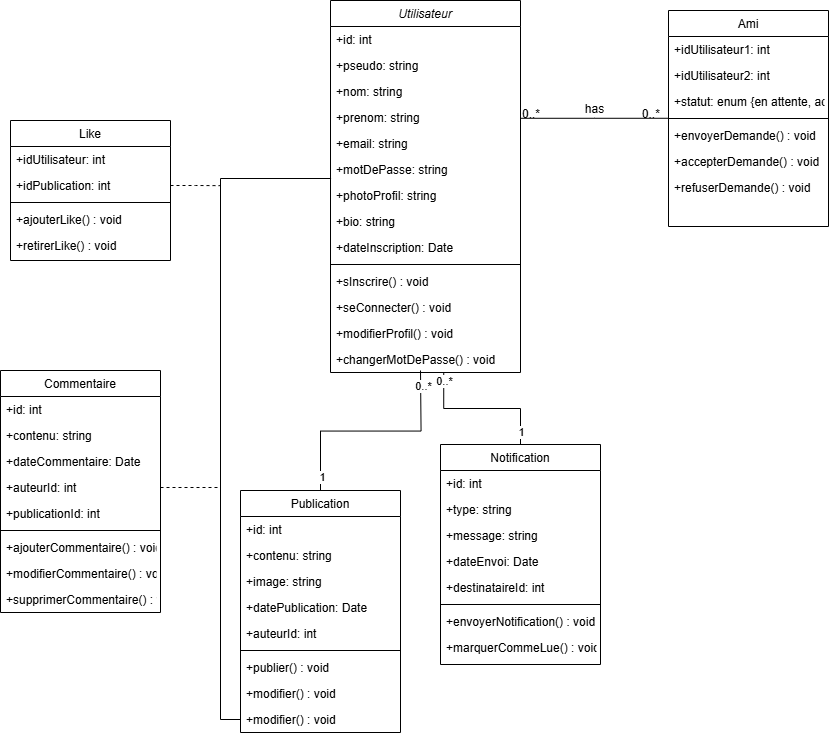 Utilisateur
+id: int
+pseudo: string
+nom: string
+prenom: string
+email: string
+motDePasse: string
+photoProfil: string
+bio: string
+dateInscription: Date
+sInscrire() : void
+seConnecter() : void
+modifierProfil() : void
+changerMotDePasse() : void
0..*
has
0..*
Ami
+idUtilisateur1: int
+idUtilisateur2: int
+statut: enum {en attente, ac
+envoyerDemande() : void
+accepterDemande() : void
+refuserDemande() : void
Like
+idUtilisateur: int
+idPublication: int
+ajouterLike() : void
+retirerLike() : void
Commentaire
+id: int
+contenu: string
+dateCommentaire: Date
+auteurId: int
+publicationId: int
+ajouterCommentaire() : voi
+modifierCommentaire() : vo
+supprimerCommentaire() :
0..*
0..*
1
1
Publication
+id: int
+contenu: string
+image: string
+datePublication: Date
+auteurId: int
+publier() : void
+modifier() : void
+modifier() : void
Notification
+id: int
+type: string
+message: string
+dateEnvoi: Date
+destinataireId: int
+envoyerNotification() : void
+marquerCommeLue() : voic